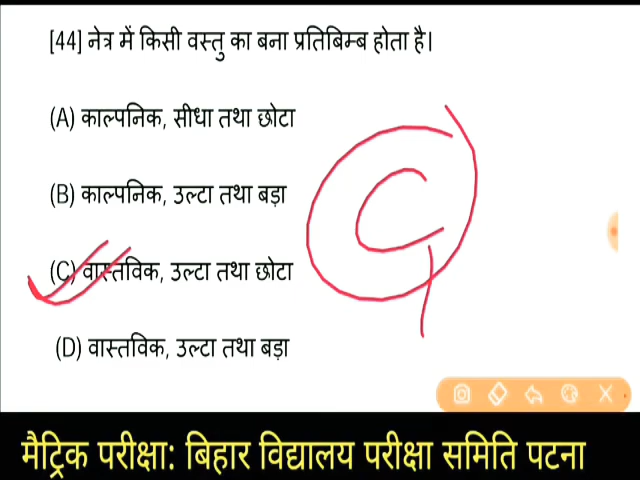 [44] नेत्र में किसी वस्तु का बना प्रतिबिम्ब होता है।
(A) काल्पनिक, सीधा तथा छोटा
(B) काल्पनिक, उल्टा तथा बड़ा
(C) वास्तविक, उल्टा तथा छोटा
C
(D) वास्तविक, उल्टा तथा बड़ा
मैट्रिक परीक्षा: बिहार विद्यालय परीक्षा समिति पटना